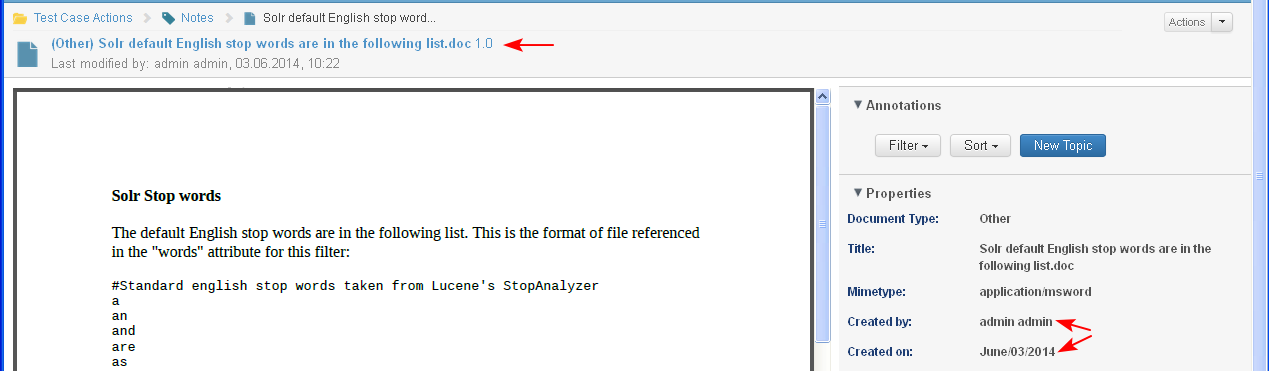 Test Case Actions Notes Solr default English stop word...
Actions
(Other) Solr default English stop words are in the following list.doc 1.0
Last modified by: admin admin, 03.06.2014, 10:22
Solr Stop words
The default English stop words are in the following list. This is the format of file referenced
in the "words" attribute for this filter:
#Standard english stop words taken from Lucene's StopAnalyzer
a
an
and
are
as
Annotations
Filter Sort New Topic
Properties
Document Type: Other
Title: Solr default English stop words are in the
following list.doc
Mimetype: application/msword
Created by: admin admin
Created on: June/03/2014